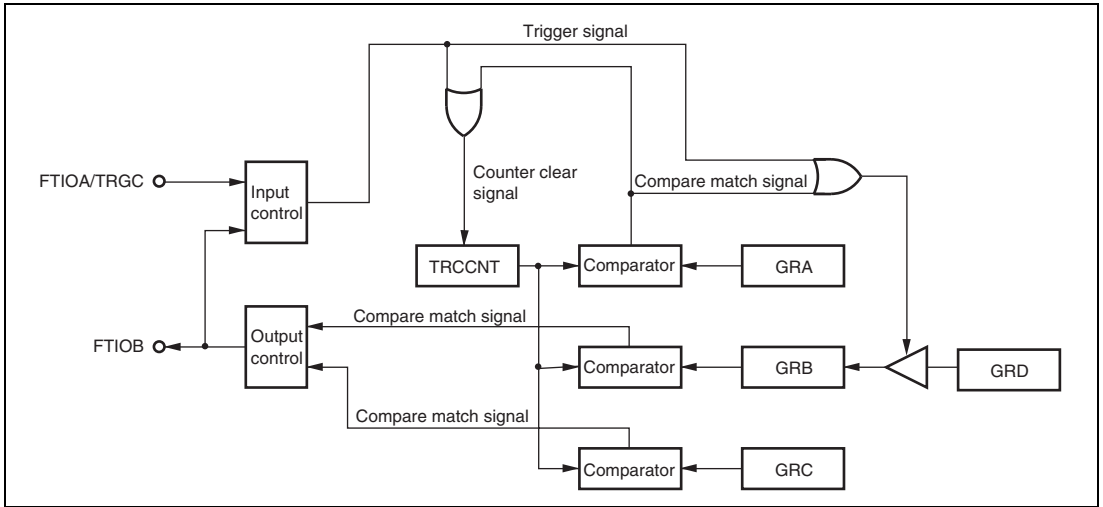 Trigger signal
FTIOA/TRGC
Input
control
Counter clear
signal
Compare match signal
TRCCNT
Comparator
GRA
Compare match signal
FTIOB
Output
control
Comparator
GRB
GRD
Compare match signal
Comparator
GRC